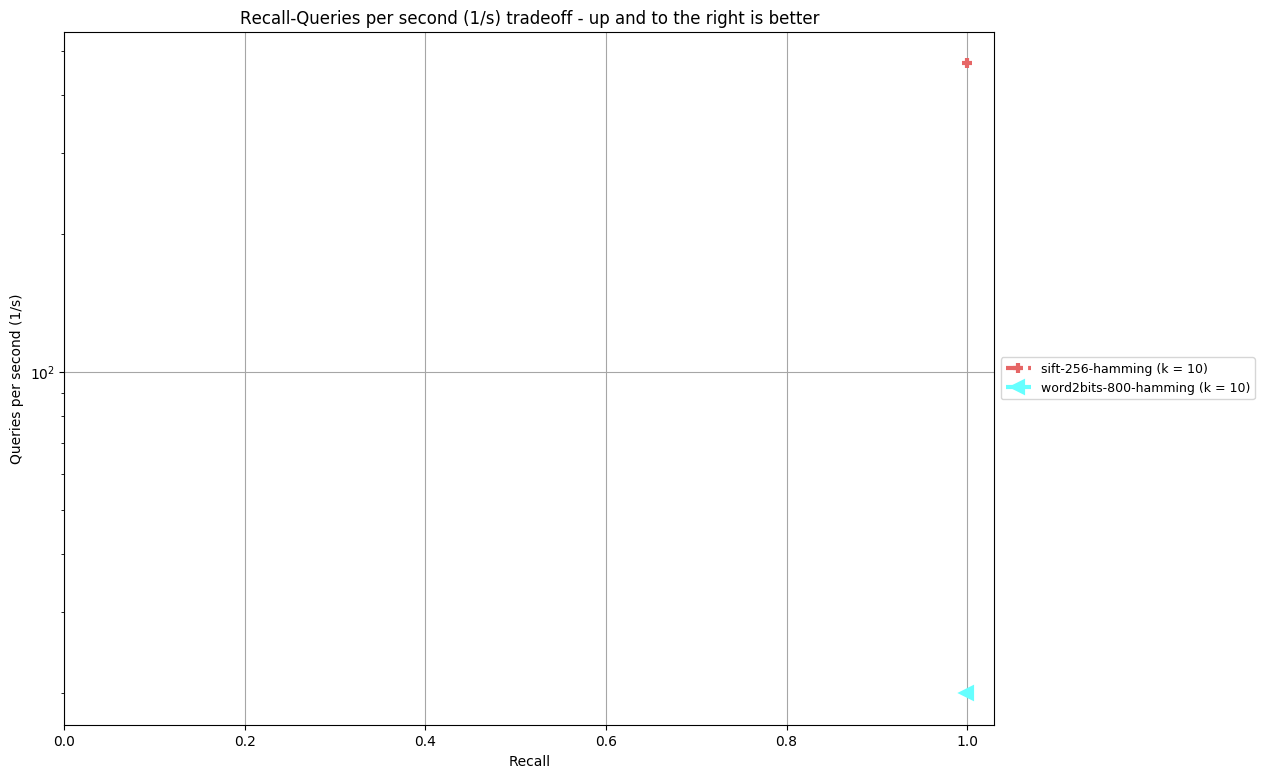 Recall-Queries per second (1/s) tradeoff - up and to the right is better
Queries per second (1/s)
10²
0.0 0.2 0.4 0.6 0.8 1.0
Recall
sift-256-hamming (k = 10)
word2bits-800-hamming (k = 10)